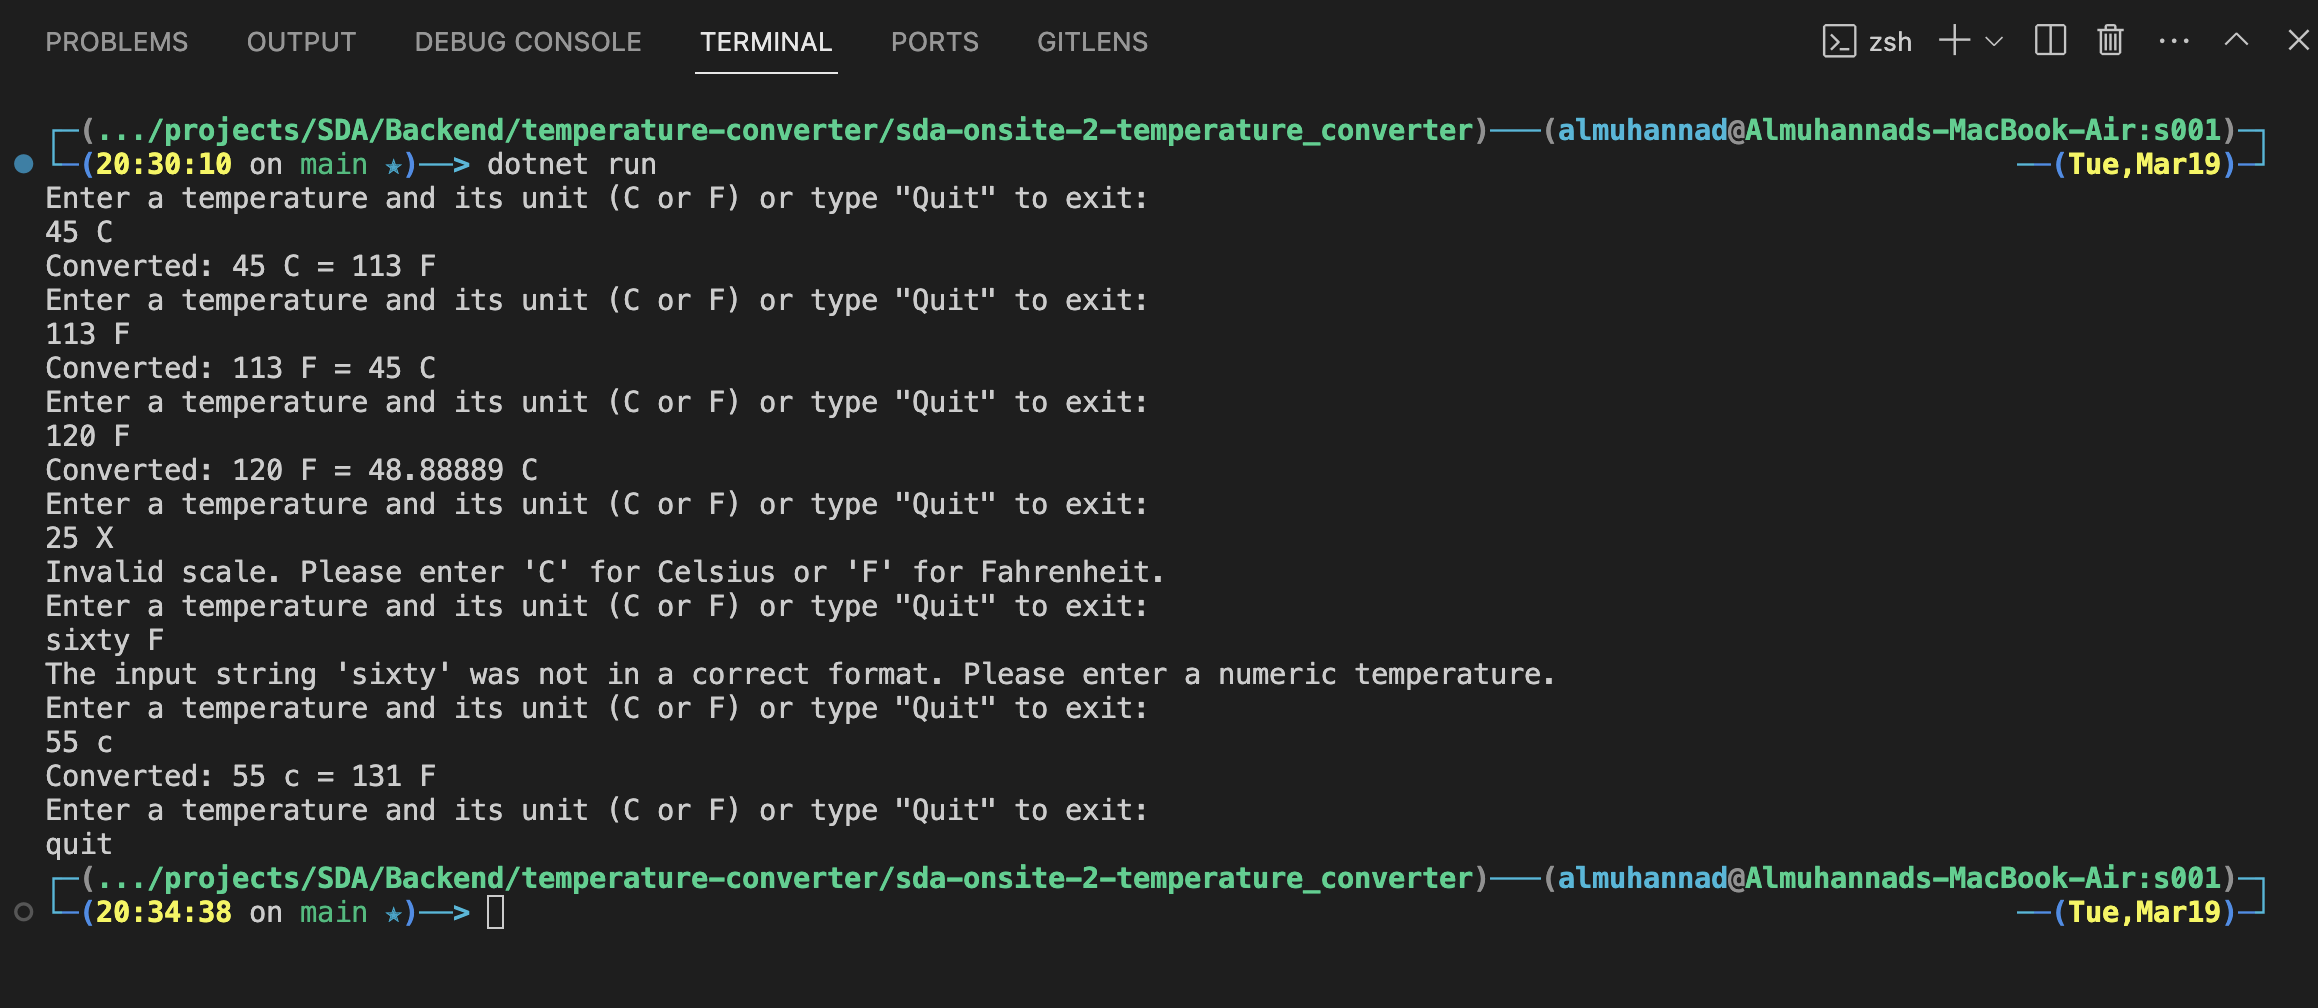 PROBLEMS OUTPUT DEBUG CONSOLE TERMINAL PORTS GITLENS zsh
(.../projects/SDA/Backend/temperature-converter/sda-onsite-2-temperature_converter)——(almuhannad@Almuhannads-MacBook-Air:s001)
(20:30:10 on main ★)——> dotnet run —(Tue,Mar19)
Enter a temperature and its unit (C or F) or type "Quit" to exit:
45 C
Converted: 45 C = 113 F
Enter a temperature and its unit (C or F) or type "Quit" to exit:
113 F
Converted: 113 F = 45 C
Enter a temperature and its unit (C or F) or type "Quit" to exit:
120 F
Converted: 120 F = 48.88889 C
Enter a temperature and its unit (C or F) or type "Quit" to exit:
25 X
Invalid scale. Please enter 'C' for Celsius or 'F' for Fahrenheit.
Enter a temperature and its unit (C or F) or type "Quit" to exit:
sixty F
The input string 'sixty' was not in a correct format. Please enter a numeric temperature.
Enter a temperature and its unit (C or F) or type "Quit" to exit:
55 c
Converted: 55 c = 131 F
Enter a temperature and its unit (C or F) or type "Quit" to exit:
quit
(.../projects/SDA/Backend/temperature-converter/sda-onsite-2-temperature_converter)——(almuhannad@Almuhannads-MacBook-Air:s001)
(20:34:38 on main ★)——> —(Tue,Mar19)